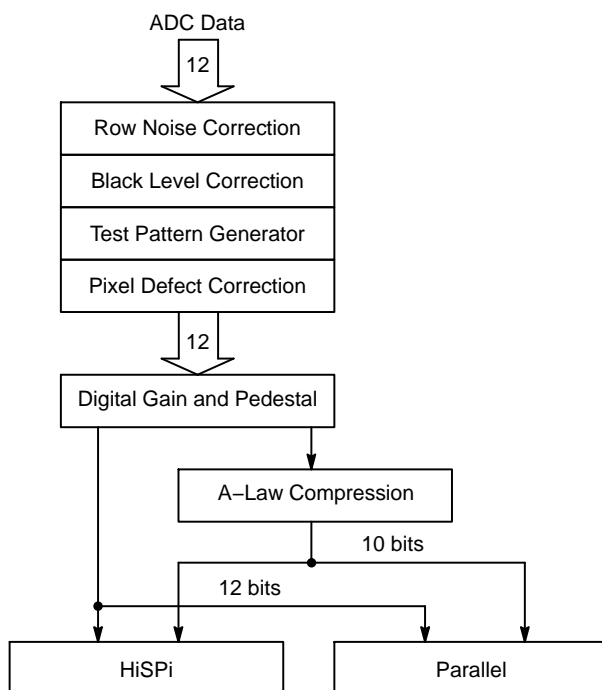 ADC Data
12
Row Noise Correction
Black Level Correction
Test Pattern Generator
Pixel Defect Correction
12
Digital Gain and Pedestal
A−Law Compression
10 bits
12 bits
HiSPi
Parallel